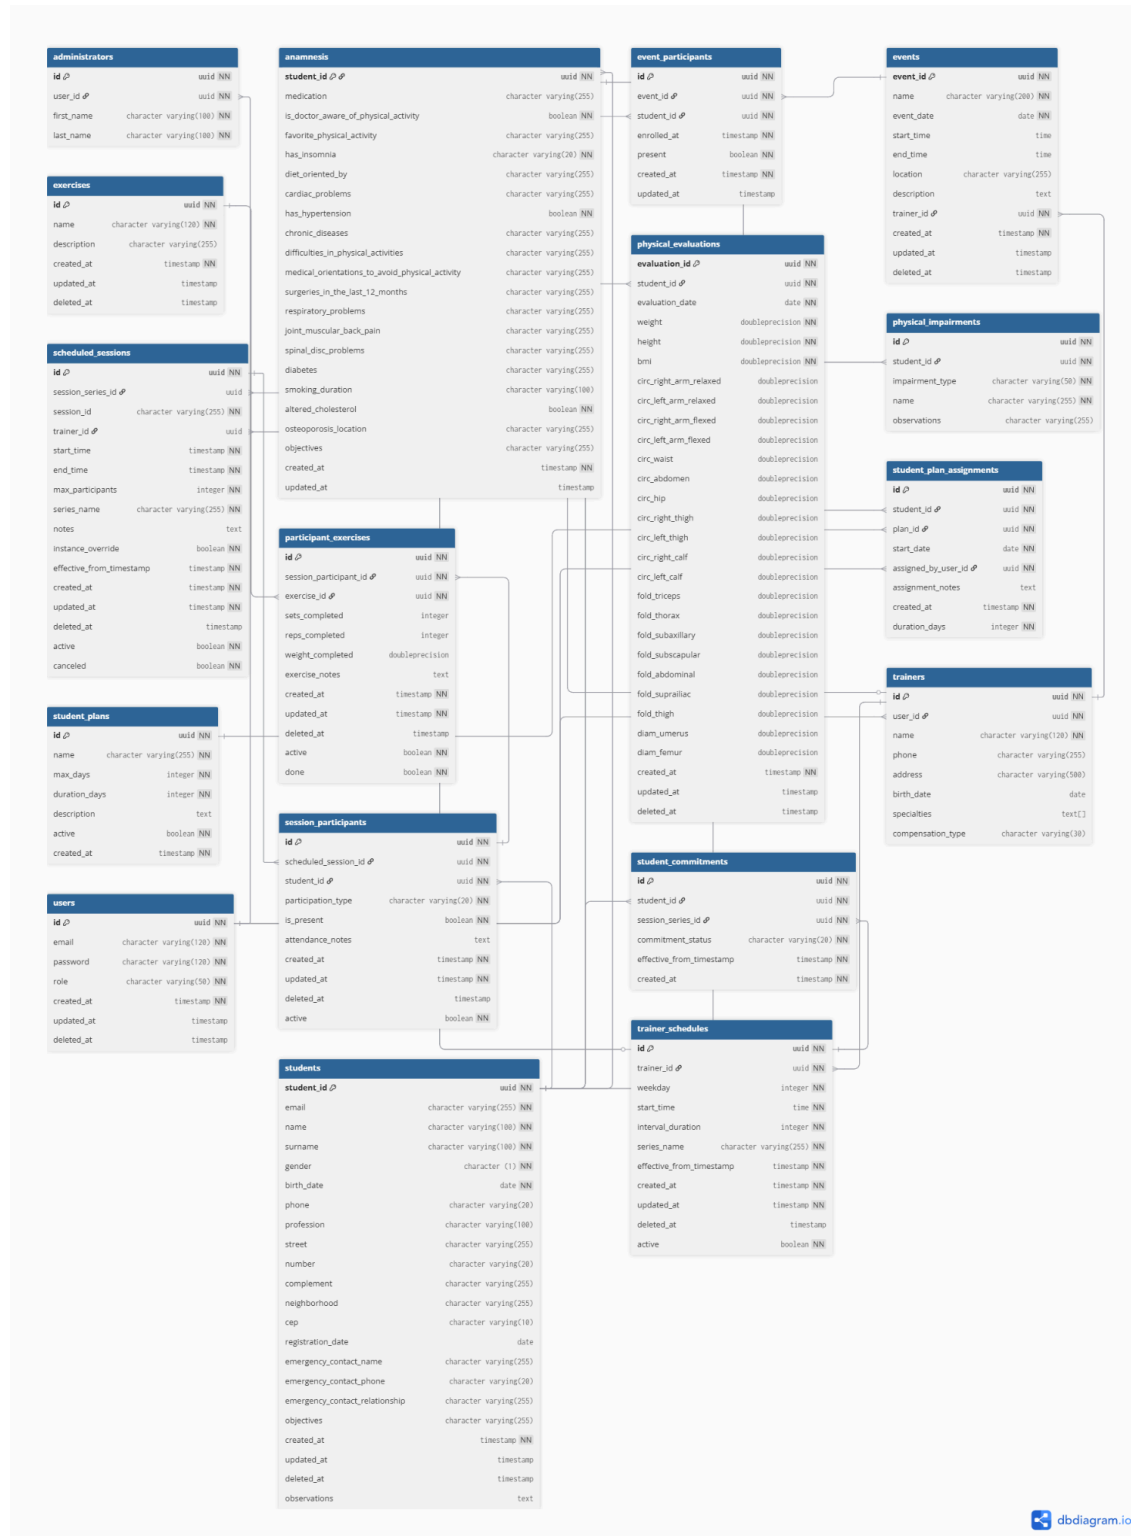 administrators
id uuid NN
user_id uuid NN
first_name character varying(100) NN
last_name character varying(100) NN
exercises
id uuid NN
name character varying(120) NN
description character varying(255)
created_at timestamp NN
updated_at timestamp
deleted_at timestamp
scheduled_sessions
id uuid NN
session_series_id uuid
session_id character varying(255) NN
trainer_id uuid
start_time timestamp NN
end_time timestamp NN
max_participants integer NN
series_name character varying(255) NN
notes text
instance_override boolean NN
effective_from_timestamp timestamp NN
created_at timestamp NN
updated_at timestamp NN
deleted_at timestamp
active boolean NN
canceled boolean NN
student_plans
id uuid NN
name character varying(255) NN
max_days integer NN
duration_days integer NN
description text
active boolean NN
created_at timestamp NN
users
id uuid NN
email character varying(120) NN
password character varying(120) NN
role character varying(50) NN
created_at timestamp NN
updated_at timestamp
deleted_at timestamp
anamnesis
student_id uuid NN
medication character varying(255)
is_doctor_aware_of_physical_activity boolean NN
favorite_physical_activity character varying(255)
has_insomnia character varying(20) NN
diet_oriented_by character varying(255)
cardiac_problems character varying(255)
has_hypertension boolean NN
chronic_diseases character varying(255)
difficulties_in_physical_activities character varying(255)
medical_orientations_to_avoid_physical_activity character varying(255)
surgeries_in_the_last_12_months character varying(255)
respiratory_problems character varying(255)
joint_muscular_back_pain character varying(255)
spinal_disc_problems character varying(255)
diabetes character varying(255)
smoking_duration character varying(100)
altered_cholesterol boolean NN
osteoporosis_location character varying(255)
objectives character varying(255)
created_at timestamp NN
updated_at timestamp
participant_exercises
id uuid NN
session_participant_id uuid NN
exercise_id uuid NN
sets_completed integer
reps_completed integer
weight_completed doubleprecision
exercise_notes text
created_at timestamp NN
updated_at timestamp NN
deleted_at timestamp
active boolean NN
done boolean NN
session_participants
id uuid NN
scheduled_session_id uuid NN
student_id uuid NN
participation_type character varying(20) NN
is_present boolean NN
attendance_notes text
created_at timestamp NN
updated_at timestamp NN
deleted_at timestamp
active boolean NN
students
student_id uuid NN
email character varying(255) NN
name character varying(100) NN
surname character varying(100) NN
gender character (1) NN
birth_date date NN
phone character varying(20)
profession character varying(100)
street character varying(255)
number character varying(20)
complement character varying(255)
neighborhood character varying(255)
cep character varying(10)
registration_date date
emergency_contact_name character varying(255)
emergency_contact_phone character varying(20)
emergency_contact_relationship character varying(255)
objectives character varying(255)
created_at timestamp NN
updated_at timestamp
deleted_at timestamp
observations text
event_participants
id uuid NN
event_id uuid NN
student_id uuid NN
enrolled_at timestamp NN
present boolean NN
created_at timestamp NN
updated_at timestamp
physical_evaluations
evaluation_id uuid NN
student_id uuid NN
evaluation_date date NN
weight doubleprecision NN
height doubleprecision NN
bmi doubleprecision NN
circ_right_arm_relaxed doubleprecision
circ_left_arm_relaxed doubleprecision
circ_right_arm_flexed doubleprecision
circ_left_arm_flexed doubleprecision
circ_waist doubleprecision
circ_abdomen doubleprecision
circ_hip doubleprecision
circ_right_thigh doubleprecision
circ_left_thigh doubleprecision
circ_right_calf doubleprecision
circ_left_calf doubleprecision
fold_triceps doubleprecision
fold_thorax doubleprecision
fold_subaxillary doubleprecision
fold_subscapular doubleprecision
fold_abdominal doubleprecision
fold_suprailiac doubleprecision
fold_thigh doubleprecision
diam_umerus doubleprecision
diam_femur doubleprecision
created_at timestamp NN
updated_at timestamp
deleted_at timestamp
student_commitments
id uuid NN
student_id uuid NN
session_series_id uuid NN
commitment_status character varying(20) NN
effective_from_timestamp timestamp NN
created_at timestamp NN
trainer_schedules
id uuid NN
trainer_id uuid NN
weekday integer NN
start_time time NN
interval_duration integer NN
series_name character varying(255) NN
effective_from_timestamp timestamp NN
created_at timestamp NN
updated_at timestamp NN
deleted_at timestamp
active boolean NN
events
event_id uuid NN
name character varying(200) NN
event_date date NN
start_time time
end_time time
location character varying(255)
description text
trainer_id uuid NN
created_at timestamp NN
updated_at timestamp
deleted_at timestamp
physical_impairments
id uuid NN
student_id uuid NN
impairment_type character varying(50) NN
name character varying(255) NN
observations character varying(255)
student_plan_assignments
id uuid NN
student_id uuid NN
plan_id uuid NN
start_date date NN
assigned_by_user_id uuid NN
assignment_notes text
created_at timestamp NN
duration_days integer NN
trainers
id uuid NN
user_id uuid NN
name character varying(120) NN
phone character varying(255)
address character varying(500)
birth_date date
specialties text[]
compensation_type character varying(30)
dbdiagram.io